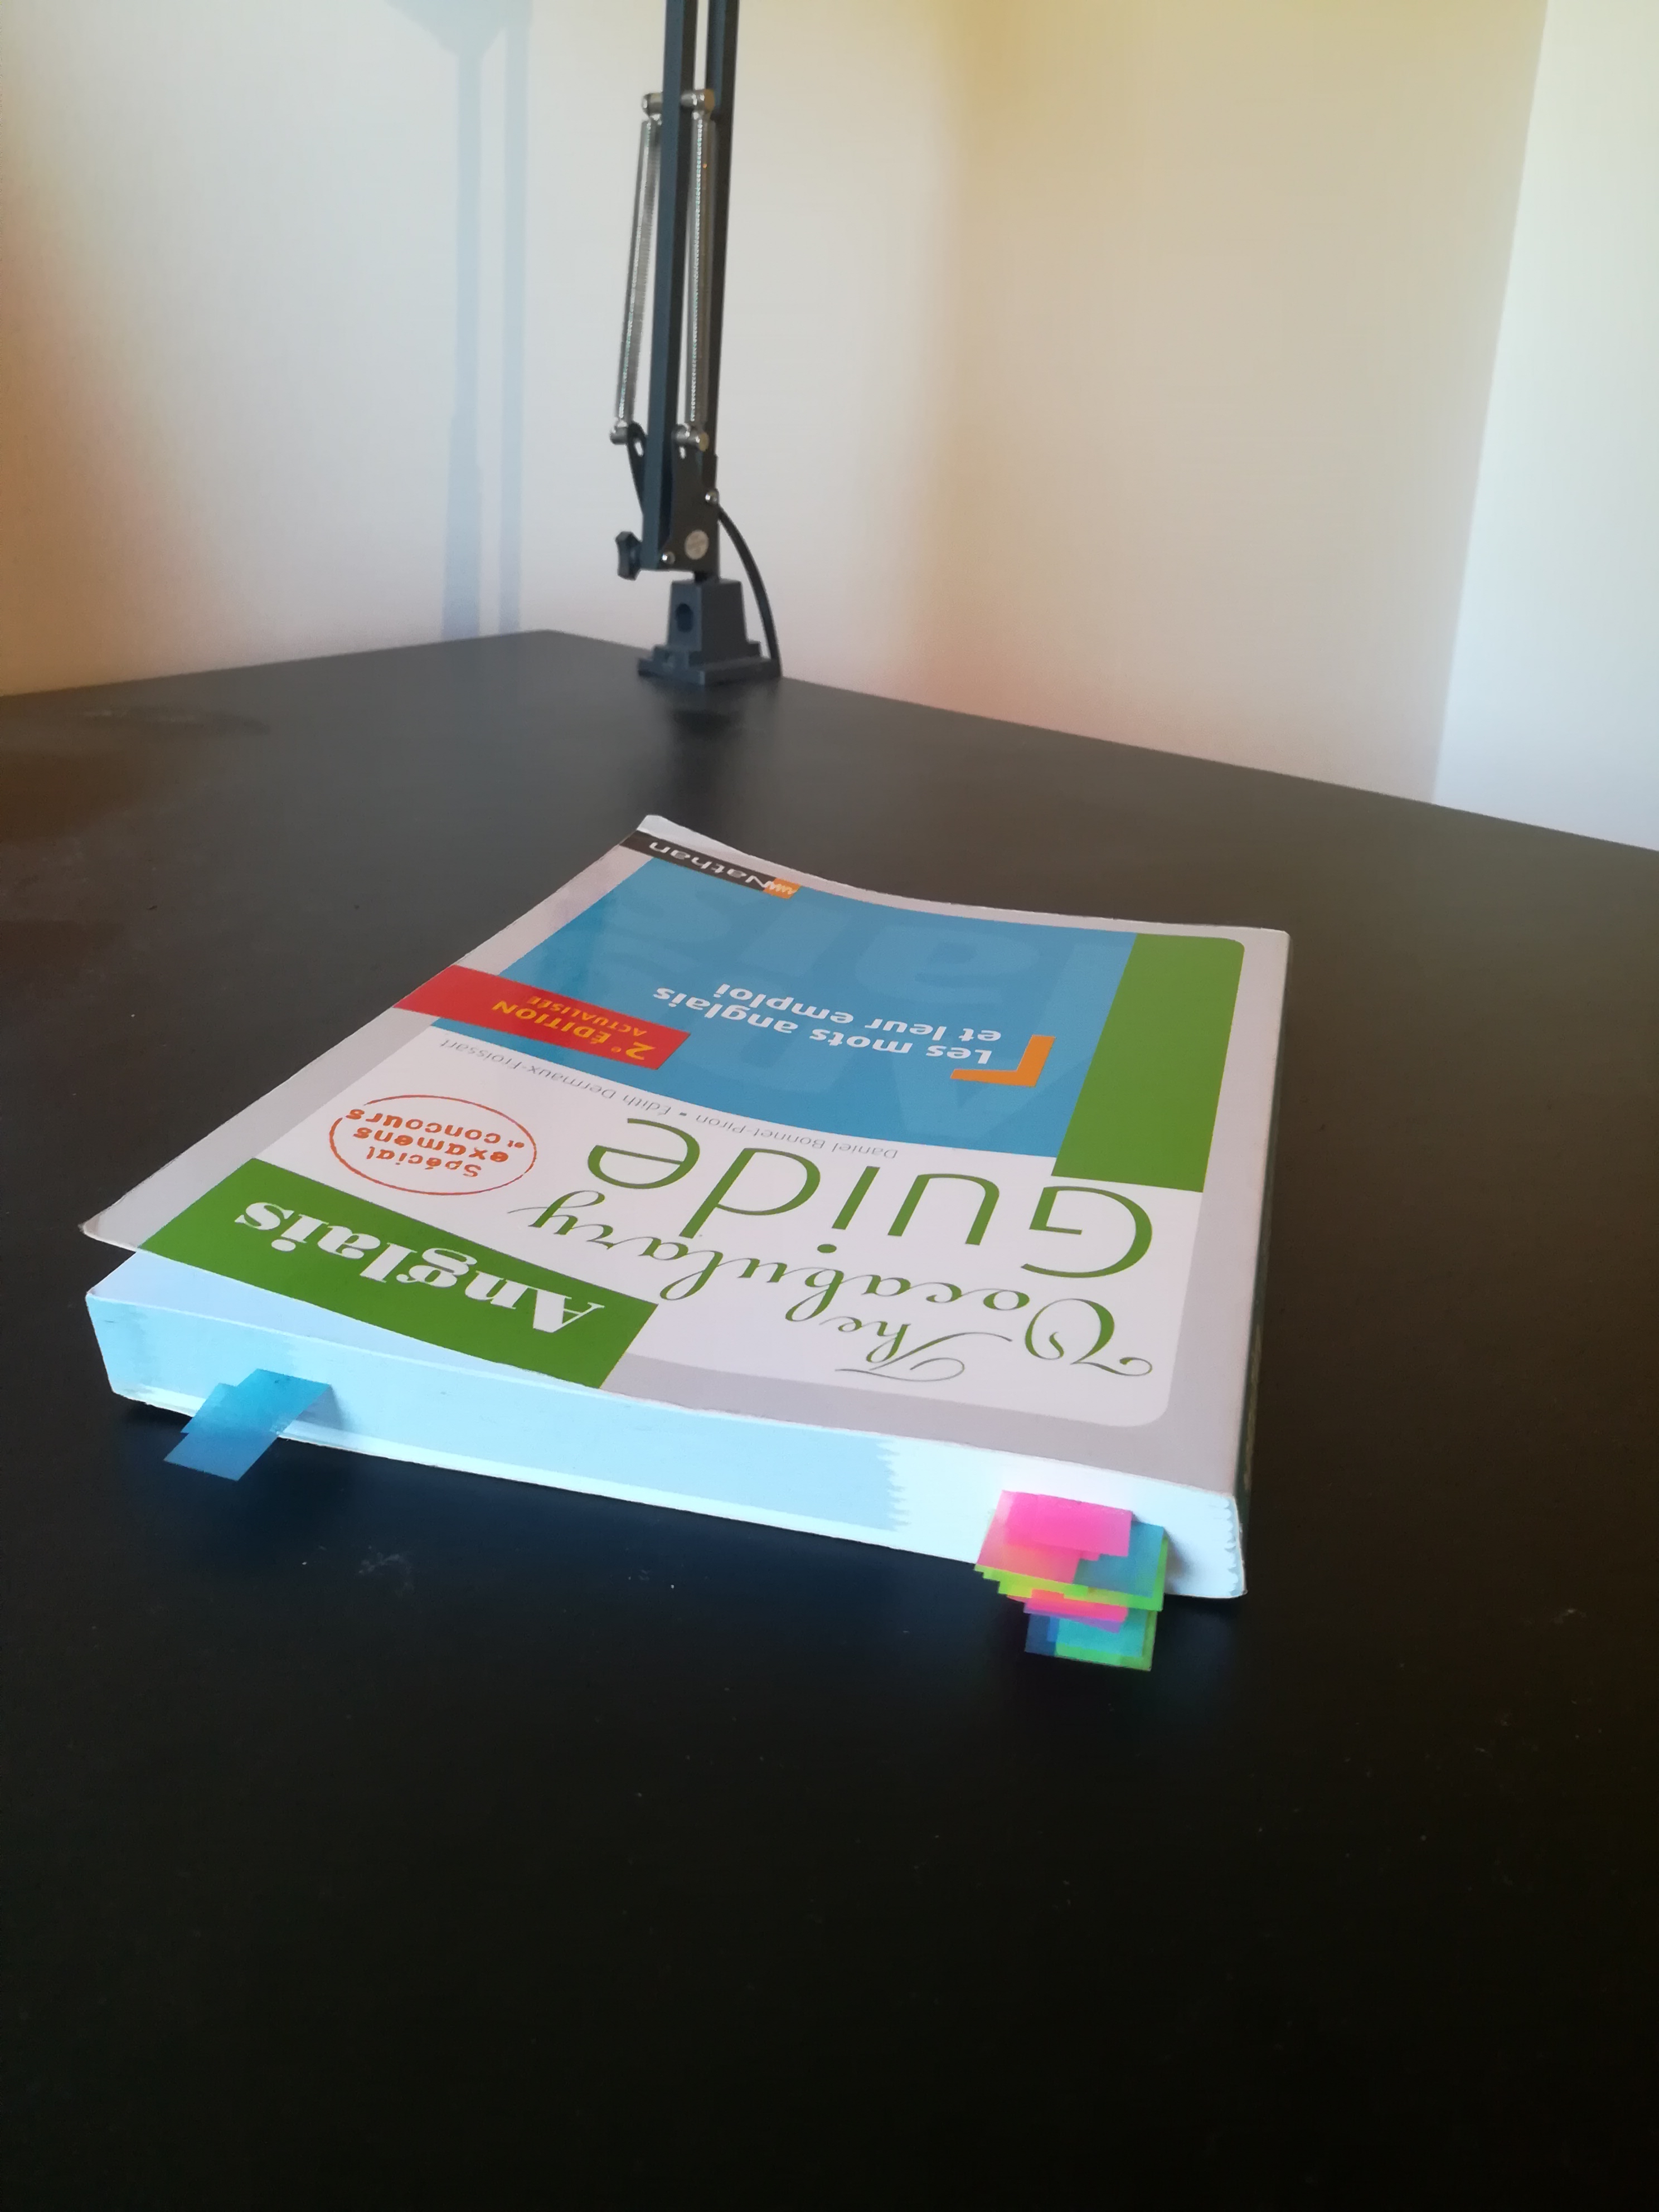 Anglais
The
Vocabulary
GUiDe
Spécial
examens
et concours
Daniel Bonnet-Piron • Édith Dermaux-Froissart
2e ÉDITION
ACTUALISÉE
Les mots anglais
et leur emploi
Nathan